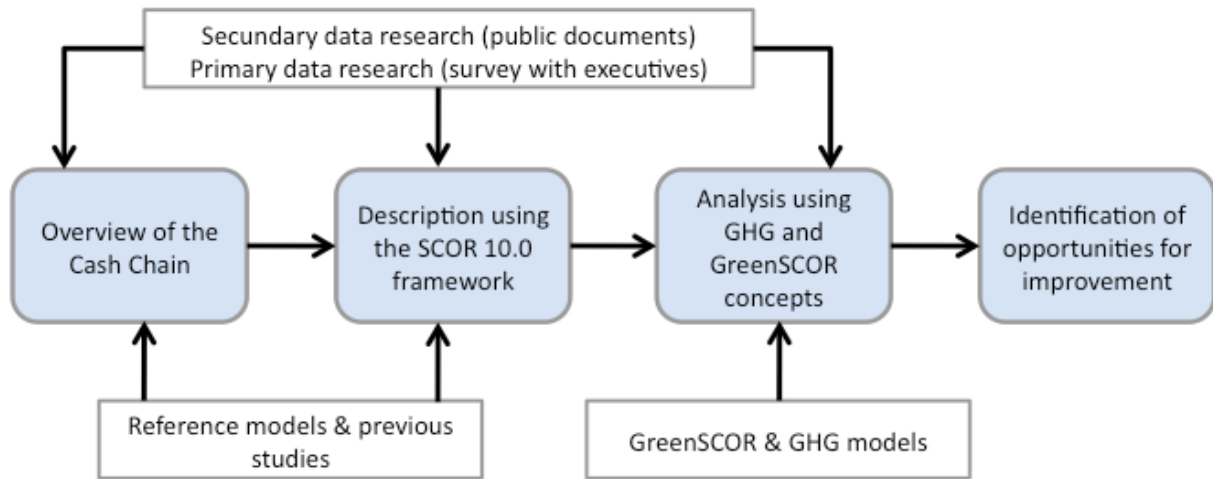 Secundary data research (public documents)
Primary data research (survey with executives)
Overview of the
Cash Chain
Description using
the SCOR 10.0
framework
Analysis using
GHG and
GreenSCOR
concepts
Identification of
opportunities for
improvement
Reference models & previous
studies
GreenSCOR & GHG models